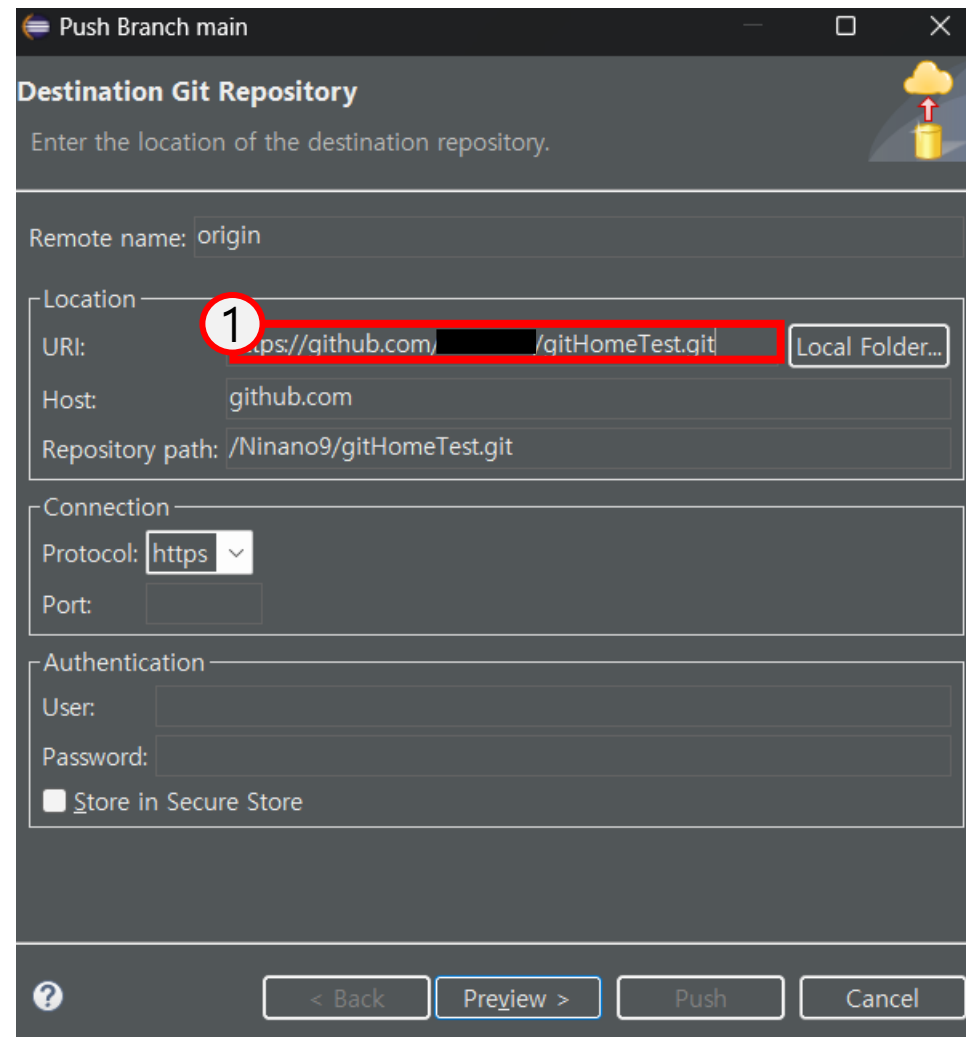 Push Branch main
Destination Git Repository
Enter the location of the destination repository.
Remote name: origin
Location
1
URI: ttps://github.com/ /gitHomeTest.git Local Folder...
Host: github.com
Repository path: /Ninano9/gitHomeTest.git
Connection
Protocol: https
Port:
Authentication
User:
Password:
Store in Secure Store
< Back Preview > Push Cancel